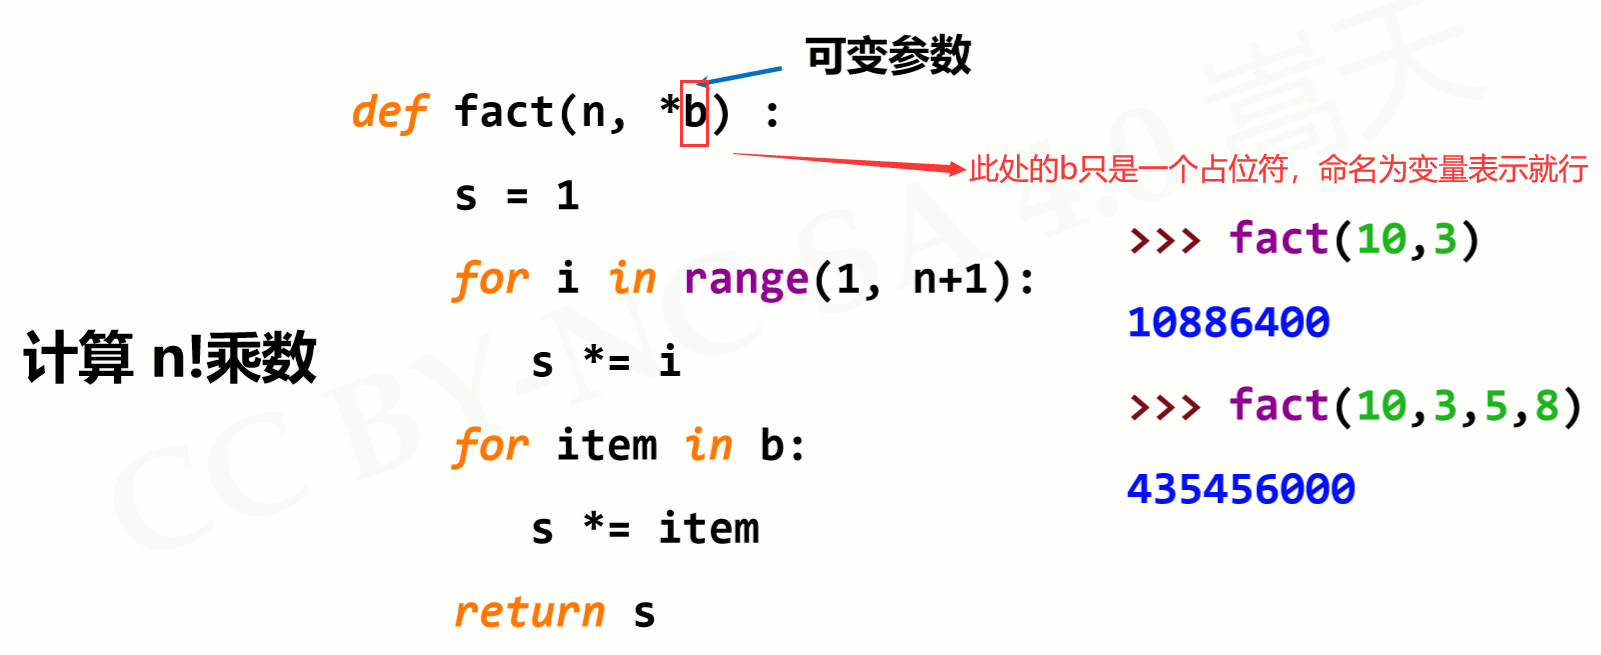 可变参数
def fact(n, *b) :
此处的b只是一个占位符，命名为变量表示就行
s = 1
for i in range(1, n+1):
s *= i
for item in b:
s *= item
return s
计算 n!乘数
>>> fact(10,3)
10886400
>>> fact(10,3,5,8)
435456000
CC BY-NC-SA 4.0 嵩天